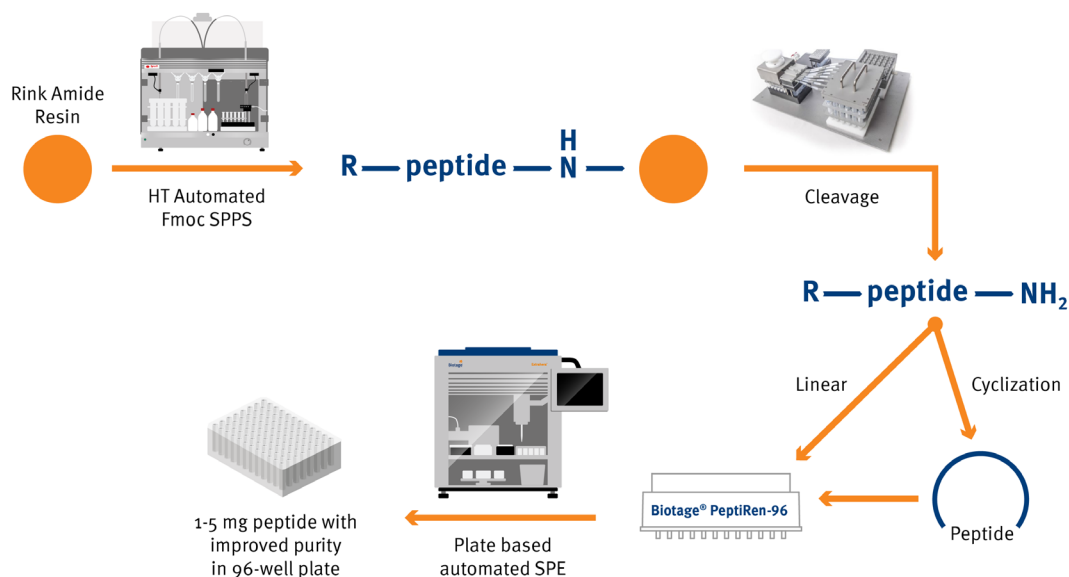 Rink Amide
Resin
HT Automated
Fmoc SPPS
R — peptide — N —
H
Cleavage
R — peptide — NH₂
Linear
Cyclization
Peptide
Biotage® PeptiRen-96
biotage
Plate based
automated SPE
1-5 mg peptide with
improved purity
in 96-well plate